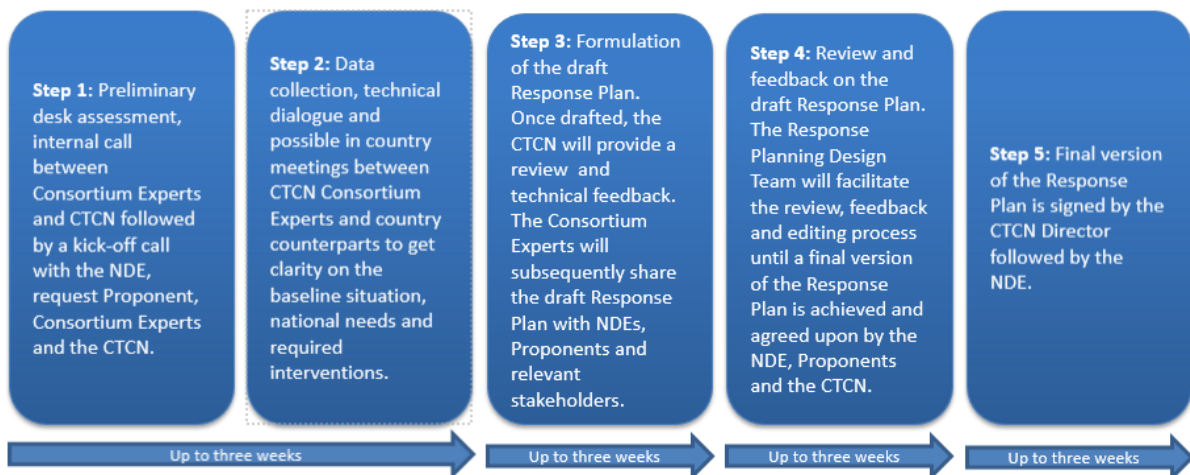 Step 1: Preliminary
desk assessment,
internal call
between
Consortium Experts
and CTCN followed
by a kick-off call
with the NDE,
request Proponent,
Consortium Experts
and the CTCN.
Step 2: Data
collection, technical
dialogue and
possible in country
meetings between
CTCN Consortium
Experts and country
counterparts to get
clarity on the
baseline situation,
national needs and
required
interventions.
Step 3: Formulation
of the draft
Response Plan.
Once drafted, the
CTCN will provide a
review and
technical feedback.
The Consortium
Experts will
subsequently share
the draft Response
Plan with NDEs,
Proponents and
relevant
stakeholders.
Step 4: Review and
feedback on the
draft Response Plan.
The Response
Planning Design
Team will facilitate
the review, feedback
and editing process
until a final version
of the Response
Plan is achieved and
agreed upon by the
NDE, Proponents
and the CTCN.
Step 5: Final version
of the Response
Plan is signed by the
CTCN Director
followed by the
NDE.
Up to three weeks
Up to three weeks
Up to three weeks
Up to three weeks